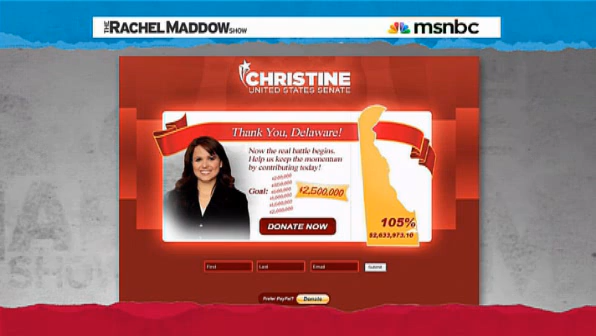 THE RACHEL MADDOW SHOW
msnbc
CHRISTINE
UNITED STATES SENATE
Thank You, Delaware!
Now the real battle begins.
Help us keep the momentum
by contributing today!
Goal:
$2,500,000
DONATE NOW
105%
$2,633,973.10
First
Last
Email
Submit
Prefer PayPal?
Donate